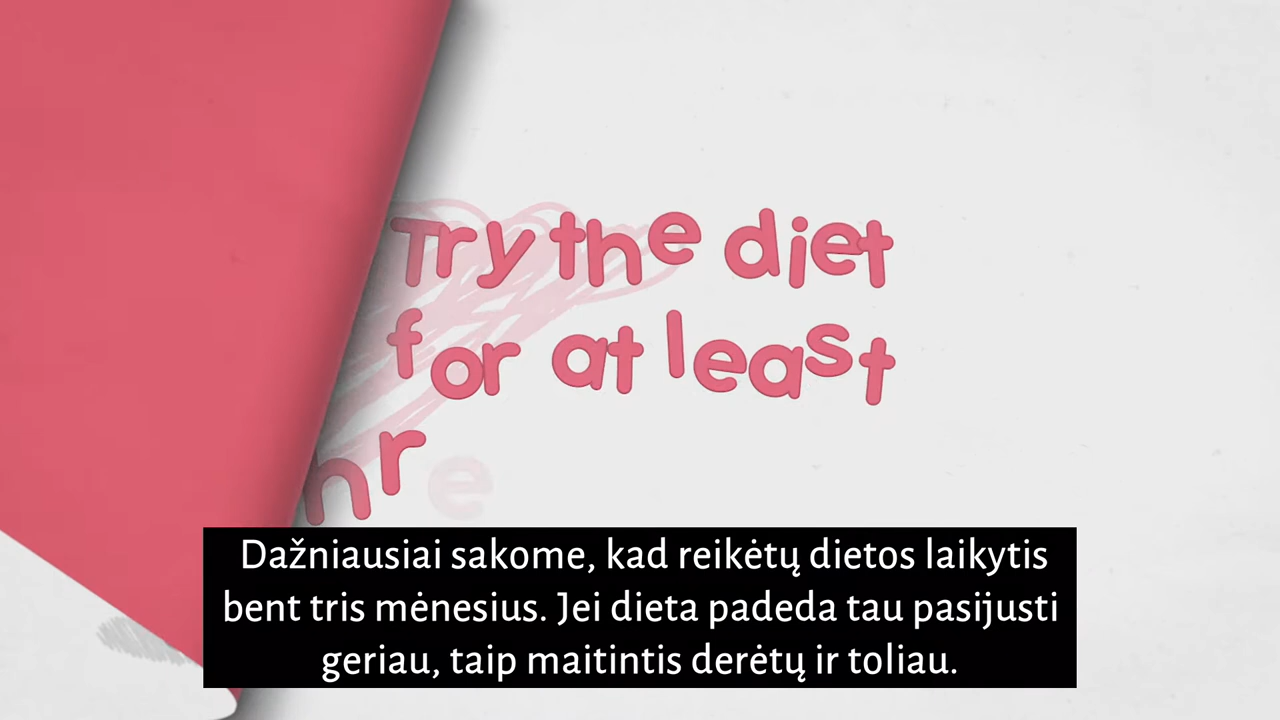 Try the diet
for at least
hre
Dažniausiai sakome, kad reikėtų dietos laikytis
bent tris mėnesius. Jei dieta padeda tau pasijusti
geriau, taip maitintis derėtų ir toliau.